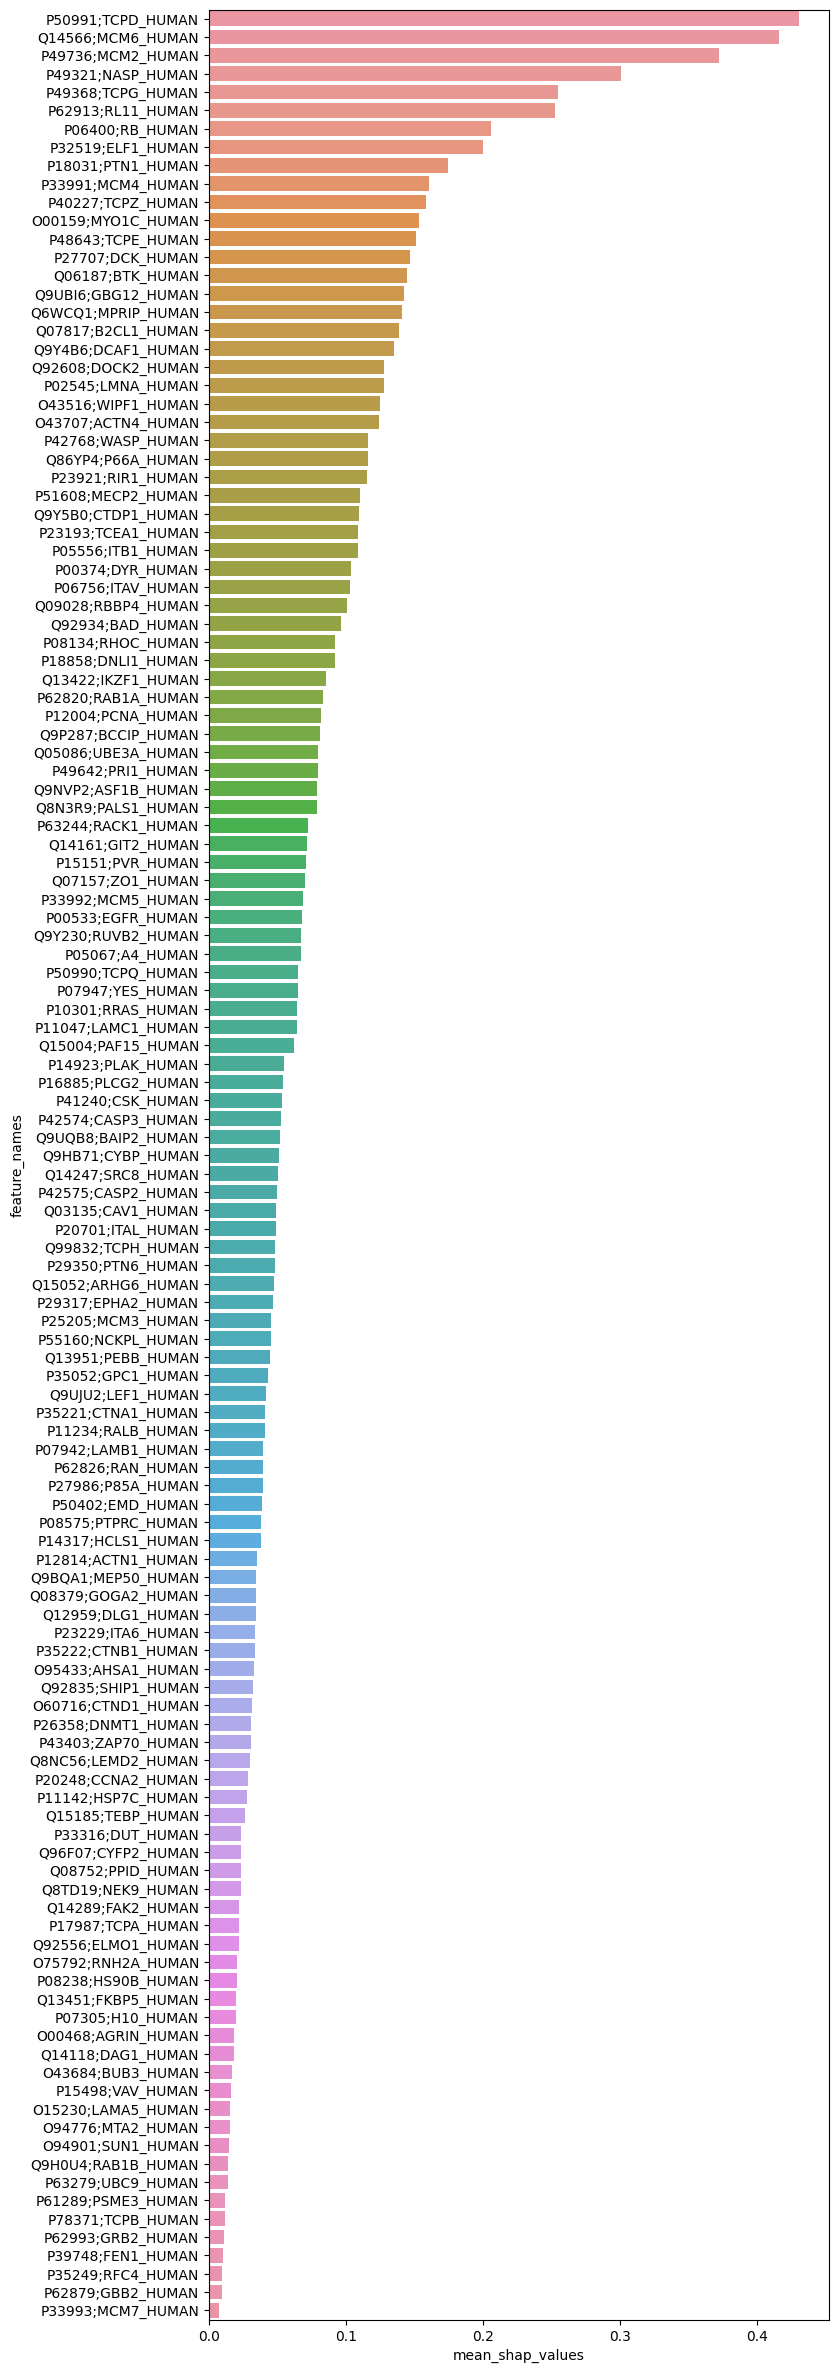 P50991;TCPD_HUMAN
Q14566;MCM6_HUMAN
P49736;MCM2_HUMAN
P49321;NASP_HUMAN
P49368;TCPG_HUMAN
P62913;RL11_HUMAN
P06400;RB_HUMAN
P32519;ELF1_HUMAN
P18031;PTN1_HUMAN
P33991;MCM4_HUMAN
P40227;TCPZ_HUMAN
O00159;MYO1C_HUMAN
P48643;TCPE_HUMAN
P27707;DCK_HUMAN
Q06187;BTK_HUMAN
Q9UBI6;GBG12_HUMAN
Q6WCQ1;MPRIP_HUMAN
Q07817;B2CL1_HUMAN
Q9Y4B6;DCAF1_HUMAN
Q92608;DOCK2_HUMAN
P02545;LMNA_HUMAN
O43516;WIPF1_HUMAN
O43707;ACTN4_HUMAN
P42768;WASP_HUMAN
Q86YP4;P66A_HUMAN
P23921;RIR1_HUMAN
P51608;MECP2_HUMAN
Q9Y5B0;CTDP1_HUMAN
P23193;TCEA1_HUMAN
P05556;ITB1_HUMAN
P00374;DYR_HUMAN
P06756;ITAV_HUMAN
Q09028;RBBP4_HUMAN
Q92934;BAD_HUMAN
P08134;RHOC_HUMAN
P18858;DNLI1_HUMAN
Q13422;IKZF1_HUMAN
P62820;RAB1A_HUMAN
P12004;PCNA_HUMAN
Q9P287;BCCIP_HUMAN
Q05086;UBE3A_HUMAN
P49642;PRI1_HUMAN
Q9NVP2;ASF1B_HUMAN
Q8N3R9;PALS1_HUMAN
P63244;RACK1_HUMAN
Q14161;GIT2_HUMAN
P15151;PVR_HUMAN
Q07157;ZO1_HUMAN
P33992;MCM5_HUMAN
P00533;EGFR_HUMAN
Q9Y230;RUVB2_HUMAN
P05067;A4_HUMAN
P50990;TCPQ_HUMAN
P07947;YES_HUMAN
P10301;RRAS_HUMAN
P11047;LAMC1_HUMAN
Q15004;PAF15_HUMAN
P14923;PLAK_HUMAN
P16885;PLCG2_HUMAN
P41240;CSK_HUMAN
P42574;CASP3_HUMAN
Q9UQB8;BAIP2_HUMAN
Q9HB71;CYBP_HUMAN
Q14247;SRC8_HUMAN
P42575;CASP2_HUMAN
Q03135;CAV1_HUMAN
P20701;ITAL_HUMAN
Q99832;TCPH_HUMAN
P29350;PTN6_HUMAN
Q15052;ARHG6_HUMAN
P29317;EPHA2_HUMAN
P25205;MCM3_HUMAN
P55160;NCKPL_HUMAN
Q13951;PEBB_HUMAN
P35052;GPC1_HUMAN
Q9UJU2;LEF1_HUMAN
P35221;CTNA1_HUMAN
P11234;RALB_HUMAN
P07942;LAMB1_HUMAN
P62826;RAN_HUMAN
P27986;P85A_HUMAN
P50402;EMD_HUMAN
P08575;PTPRC_HUMAN
P14317;HCLS1_HUMAN
P12814;ACTN1_HUMAN
Q9BQA1;MEP50_HUMAN
Q08379;GOGA2_HUMAN
Q12959;DLG1_HUMAN
P23229;ITA6_HUMAN
P35222;CTNB1_HUMAN
O95433;AHSA1_HUMAN
Q92835;SHIP1_HUMAN
O60716;CTND1_HUMAN
P26358;DNMT1_HUMAN
P43403;ZAP70_HUMAN
Q8NC56;LEMD2_HUMAN
P20248;CCNA2_HUMAN
P11142;HSP7C_HUMAN
Q15185;TEBP_HUMAN
P33316;DUT_HUMAN
Q96F07;CYFP2_HUMAN
Q08752;PPID_HUMAN
Q8TD19;NEK9_HUMAN
Q14289;FAK2_HUMAN
P17987;TCPA_HUMAN
Q92556;ELMO1_HUMAN
O75792;RNH2A_HUMAN
P08238;HS90B_HUMAN
Q13451;FKBP5_HUMAN
P07305;H10_HUMAN
O00468;AGRIN_HUMAN
Q14118;DAG1_HUMAN
O43684;BUB3_HUMAN
P15498;VAV_HUMAN
O15230;LAMA5_HUMAN
O94776;MTA2_HUMAN
O94901;SUN1_HUMAN
Q9H0U4;RAB1B_HUMAN
P63279;UBC9_HUMAN
P61289;PSME3_HUMAN
P78371;TCPB_HUMAN
P62993;GRB2_HUMAN
P39748;FEN1_HUMAN
P35249;RFC4_HUMAN
P62879;GBB2_HUMAN
P33993;MCM7_HUMAN
feature_names
0.0 0.1 0.2 0.3 0.4
mean_shap_values